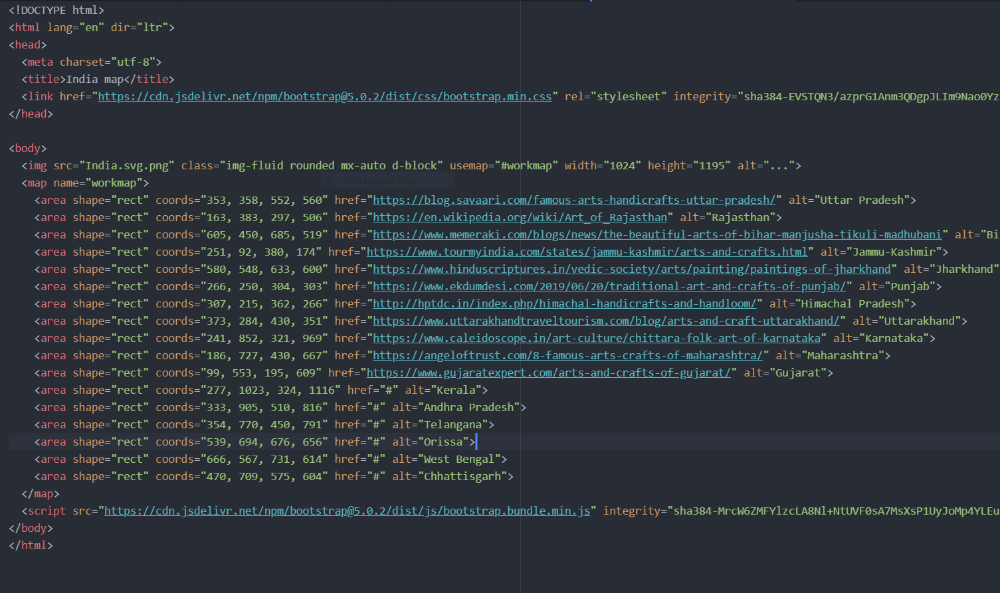 <!DOCTYPE html>
<html lang="en" dir="ltr">
<head>
<meta charset="utf-8">
<title>India map</title>
<link href="https://cdn.jsdelivr.net/npm/bootstrap@5.0.2/dist/css/bootstrap.min.css" rel="stylesheet" integrity="sha384-EVSTQN3/azprG1Anm3QDgpJLIm9Nao0Yz
</head>
<body>
<img src="India.svg.png" class="img-fluid rounded mx-auto d-block" usemap="#workmap" width="1024" height="1195" alt="...">
Rectangular Snip
<map name="workmap">
<area shape="rect" coords="353, 358, 552, 560" href="https://blog.savaari.com/famous-arts-handicrafts-uttar-pradesh/" alt="Uttar Pradesh">
<area shape="rect" coords="163, 383, 297, 506" href="https://en.wikipedia.org/wiki/Art_of_Rajasthan" alt="Rajasthan">
<area shape="rect" coords="605, 450, 685, 519" href="https://www.memeraki.com/blogs/news/the-beautiful-arts-of-bihar-manjusha-tikuli-madhubani" alt="Bi
<area shape="rect" coords="251, 92, 380, 174" href="https://www.tourmyindia.com/states/jammu-kashmir/arts-and-crafts.html" alt="Jammu-Kashmir">
<area shape="rect" coords="580, 548, 633, 600" href="https://www.hinduscriptures.in/vedic-society/arts/painting/paintings-of-jharkhand" alt="Jharkhand"
<area shape="rect" coords="266, 250, 304, 303" href="https://www.ekdumdesi.com/2019/06/20/traditional-art-and-crafts-of-punjab/" alt="Punjab">
<area shape="rect" coords="307, 215, 362, 266" href="http://hptdc.in/index.php/himachal-handicrafts-and-handloom/" alt="Himachal Pradesh">
<area shape="rect" coords="373, 284, 430, 351" href="https://www.uttarakhandtraveltourism.com/blog/arts-and-craft-uttarakhand/" alt="Uttarakhand">
<area shape="rect" coords="241, 852, 321, 969" href="https://www.caleidoscope.in/art-culture/chittara-folk-art-of-karnataka" alt="Karnataka">
<area shape="rect" coords="186, 727, 430, 667" href="https://angeloftrust.com/8-famous-arts-crafts-of-maharashtra/" alt="Maharashtra">
<area shape="rect" coords="99, 553, 195, 609" href="https://www.gujaratexpert.com/arts-and-crafts-of-gujarat/" alt="Gujarat">
<area shape="rect" coords="277, 1023, 324, 1116" href="#" alt="Kerala">
<area shape="rect" coords="333, 905, 510, 816" href="#" alt="Andhra Pradesh">
<area shape="rect" coords="354, 770, 450, 791" href="#" alt="Telangana">
<area shape="rect" coords="539, 694, 676, 656" href="#" alt="Orissa">
<area shape="rect" coords="666, 567, 731, 614" href="#" alt="West Bengal">
<area shape="rect" coords="470, 709, 575, 604" href="#" alt="Chhattisgarh">
</map>
<script src="https://cdn.jsdelivr.net/npm/bootstrap@5.0.2/dist/js/bootstrap.bundle.min.js" integrity="sha384-MrcW6ZMFYlzcLA8Nl+NtUVF0sA7MsXsP1UyJoMp4YLEu
</body>
</html>